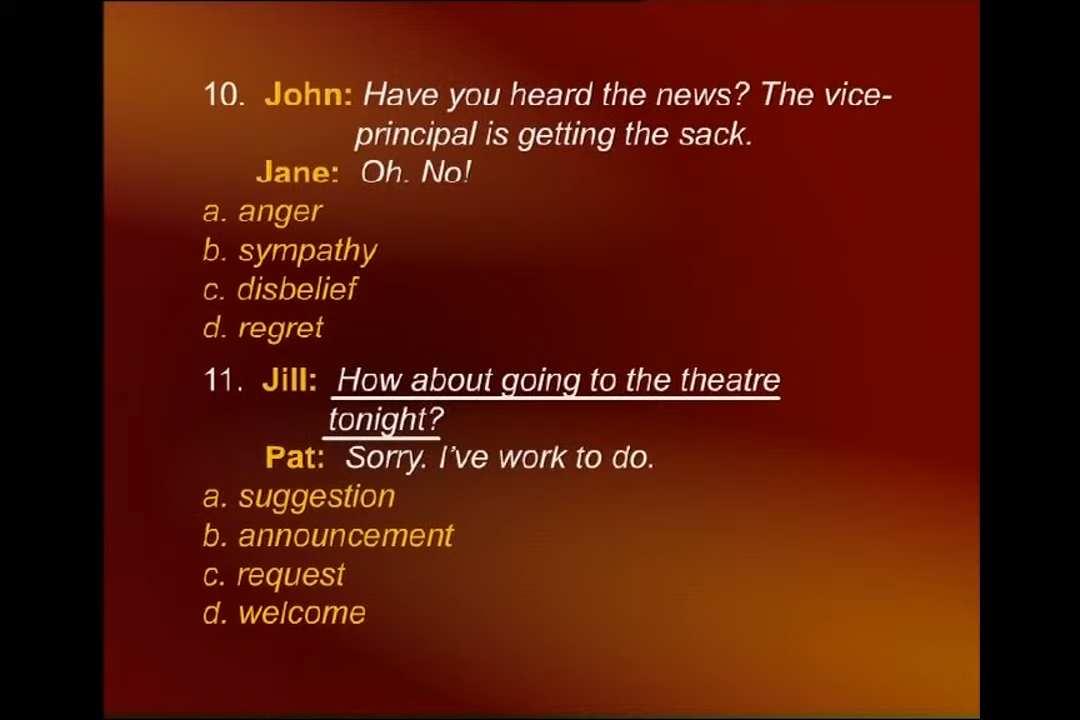 10. John: Have you heard the news? The vice-
principal is getting the sack.
Jane: Oh. No!
a. anger
b. sympathy
c. disbelief
d. regret
11. Jill: How about going to the theatre
tonight?
Pat: Sorry. I've work to do.
a. suggestion
b. announcement
c. request
d. welcome